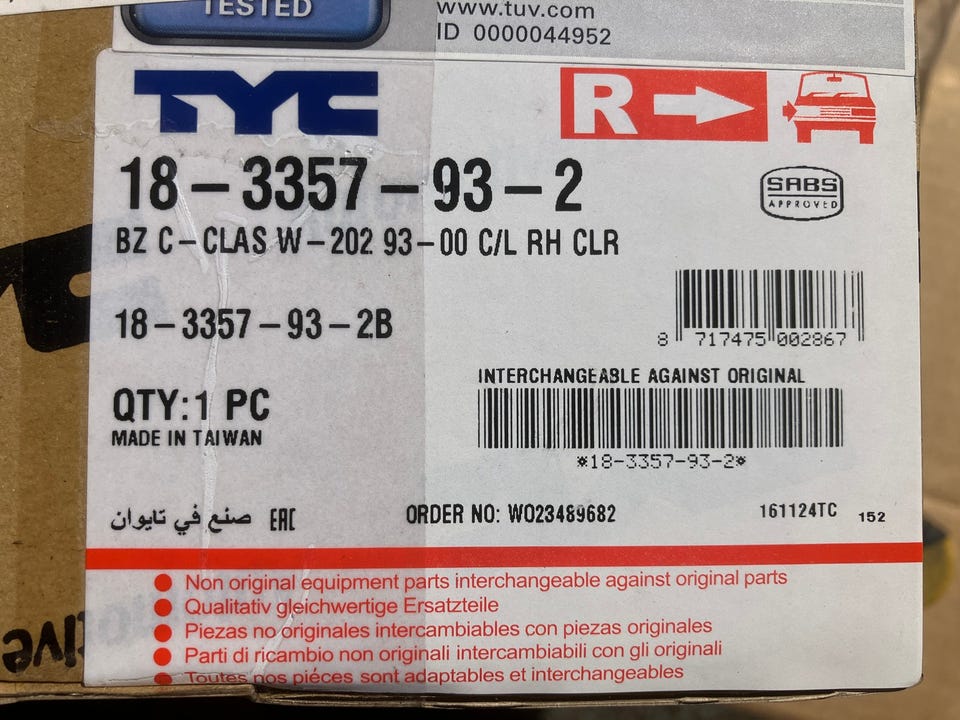 TESTED
www.tuv.com
ID 0000044952
TYC
R
18-3357-93-2
SABS
APPROVED
BZ C-CLAS W-202 93-00 C/L RH CLR
18-3357-93-2B
8 717475 002867
INTERCHANGEABLE AGAINST ORIGINAL
QTY:1 PC
MADE IN TAIWAN
*18-3357-93-2*
صنع في تايوان EAC
ORDER NO: W023489682
161124TC 152
Non original equipment parts interchangeable against original parts
Qualitativ gleichwertige Ersatzteile
Piezas no originales intercambiables con piezas originales
Parti di ricambio non originali intercambiabili con gli originali
Toutes nos piéces sont adaptables et interchangeables